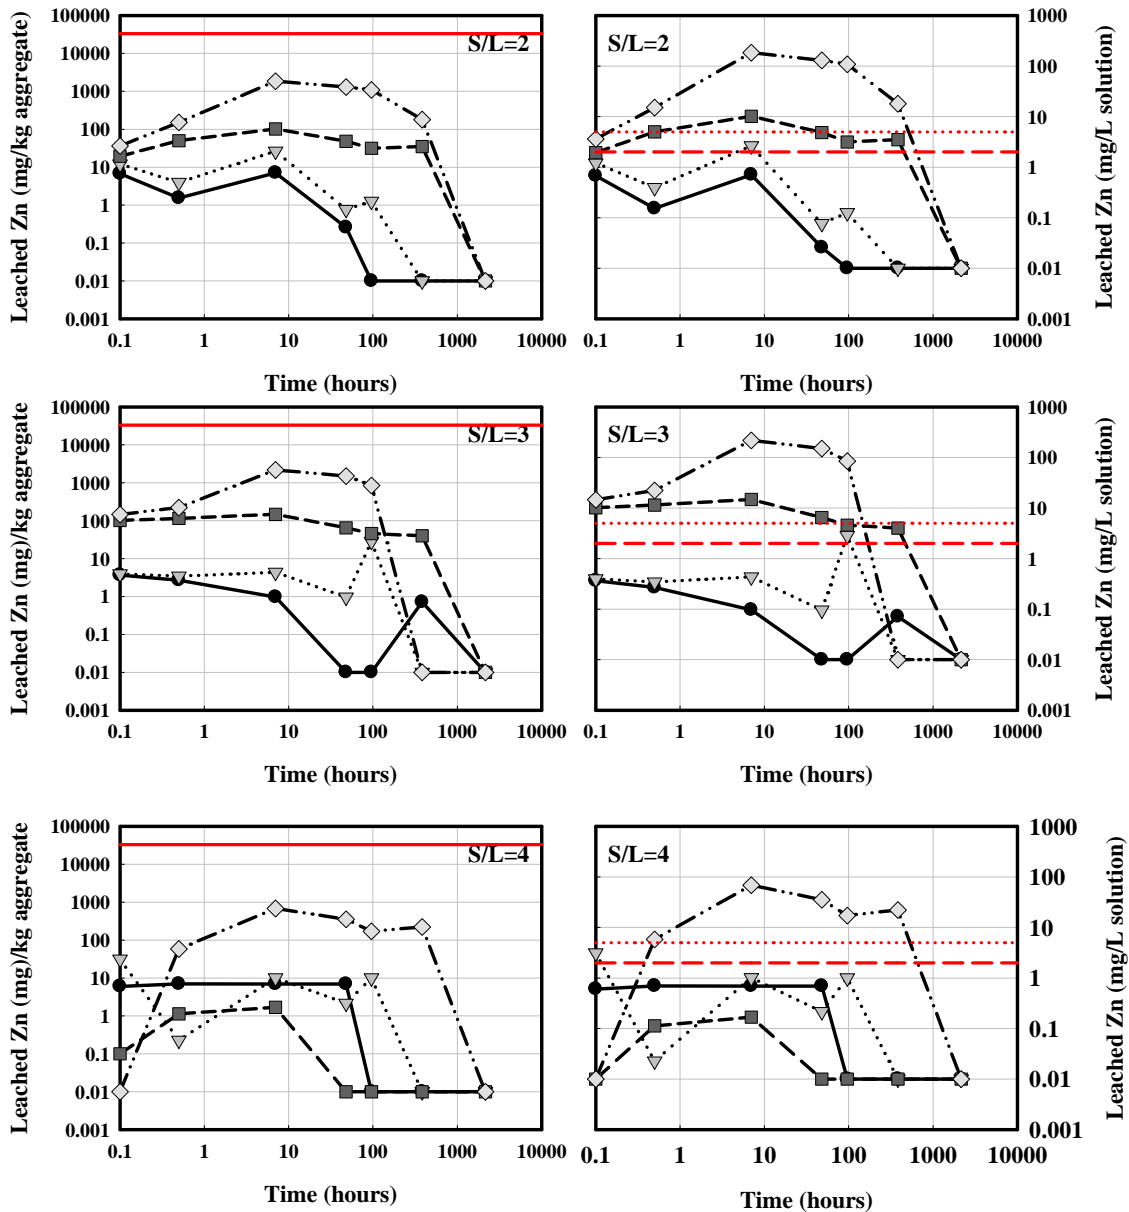 Leached Zn (mg/kg aggregate)
100000
10000
1000
100
10
1
0.1
0.01
0.001
S/L=2
0.1 1 10 100 1000 10000
Time (hours)
S/L=2
1000
100
10
1
0.1
0.01
0.001
Leached Zn (mg/L solution)
0.1 1 10 100 1000 10000
Time (hours)
Leached Zn (mg)/kg aggregate
100000
10000
1000
100
10
1
0.1
0.01
0.001
S/L=3
0.1 1 10 100 1000 10000
Time (hours)
S/L=3
1000
100
10
1
0.1
0.01
0.001
Leached Zn (mg/L solution)
0.1 1 10 100 1000 10000
Time (hours)
Leached Zn (mg)/kg aggregate
100000
10000
1000
100
10
1
0.1
0.01
0.001
S/L=4
0.1 1 10 100 1000 10000
Time (hours)
S/L=4
1000
100
10
1
0.1
0.01
0.001
Leached Zn (mg/L solution)
0.1 1 10 100 1000 10000
Time (hours)